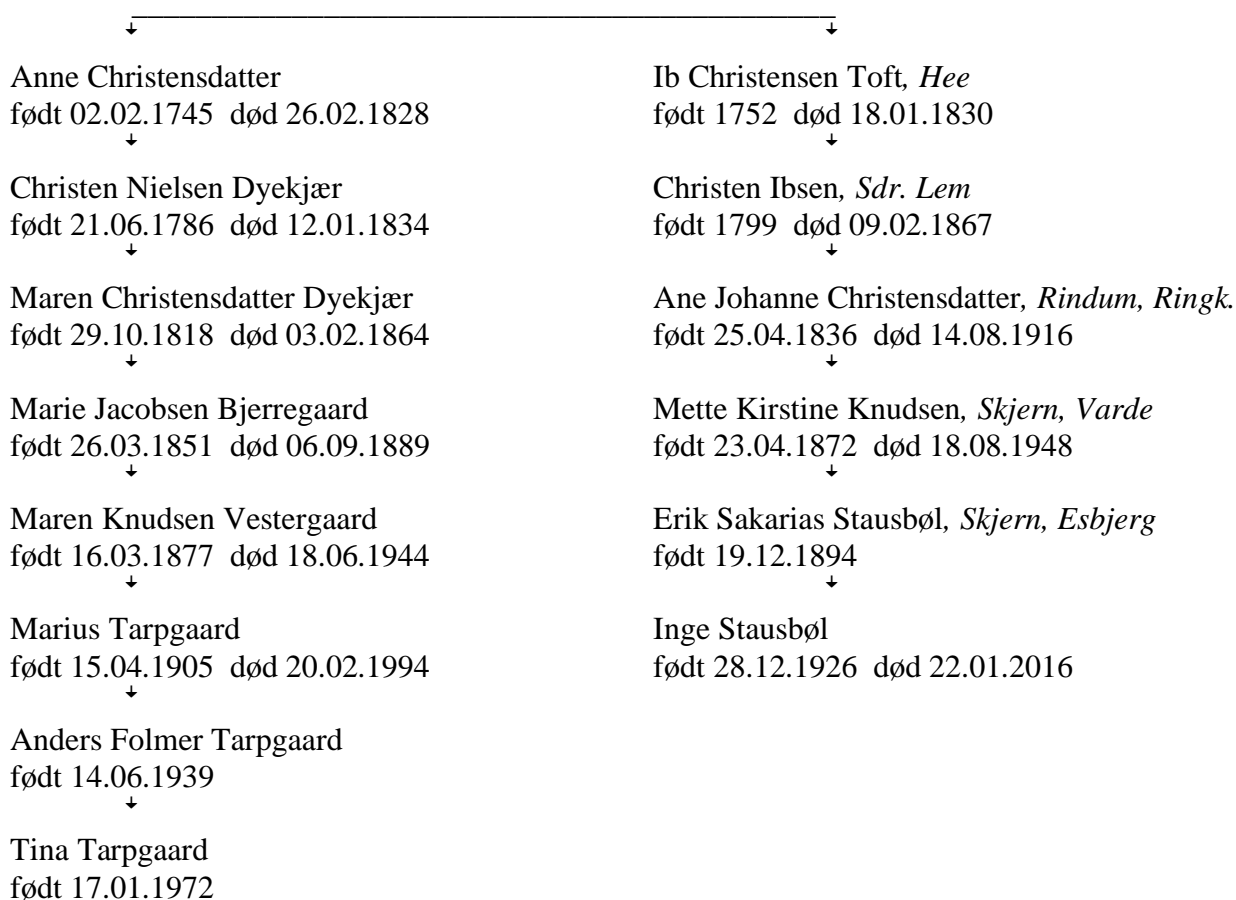 Anne Christensdatter
født 02.02.1745 død 26.02.1828
Christen Nielsen Dyekjær
født 21.06.1786 død 12.01.1834
Maren Christensdatter Dyekjær
født 29.10.1818 død 03.02.1864
Marie Jacobsen Bjerregaard
født 26.03.1851 død 06.09.1889
Maren Knudsen Vestergaard
født 16.03.1877 død 18.06.1944
Marius Tarpgaard
født 15.04.1905 død 20.02.1994
Anders Folmer Tarpgaard
født 14.06.1939
Tina Tarpgaard
født 17.01.1972
Ib Christensen Toft, Hee
født 1752 død 18.01.1830
Christen Ibsen, Sdr. Lem
født 1799 død 09.02.1867
Ane Johanne Christensdatter, Rindum, Ringk.
født 25.04.1836 død 14.08.1916
Mette Kirstine Knudsen, Skjern, Varde
født 23.04.1872 død 18.08.1948
Erik Sakarias Stausbøl, Skjern, Esbjerg
født 19.12.1894
Inge Stausbøl
født 28.12.1926 død 22.01.2016